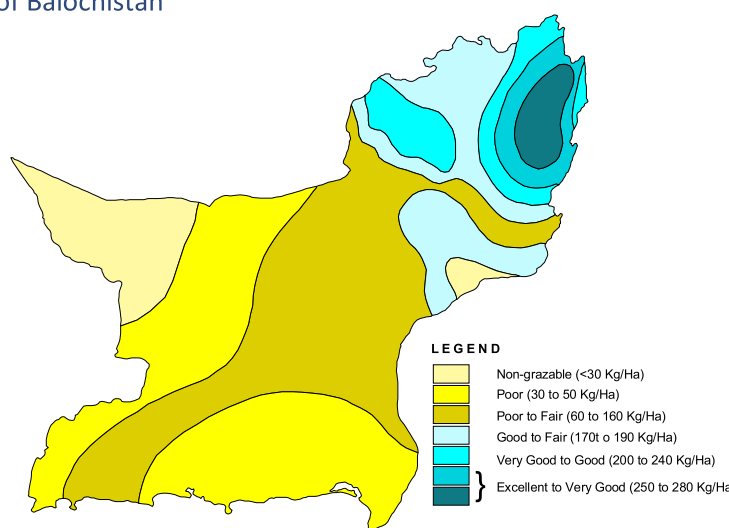 of Balochistan
LEGEND
Non-grazable (<30 Kg/Ha)
Poor (30 to 50 Kg/Ha)
Poor to Fair (60 to 160 Kg/Ha)
Good to Fair (170t o 190 Kg/Ha)
Very Good to Good (200 to 240 Kg/Ha)
} Excellent to Very Good (250 to 280 Kg/Ha